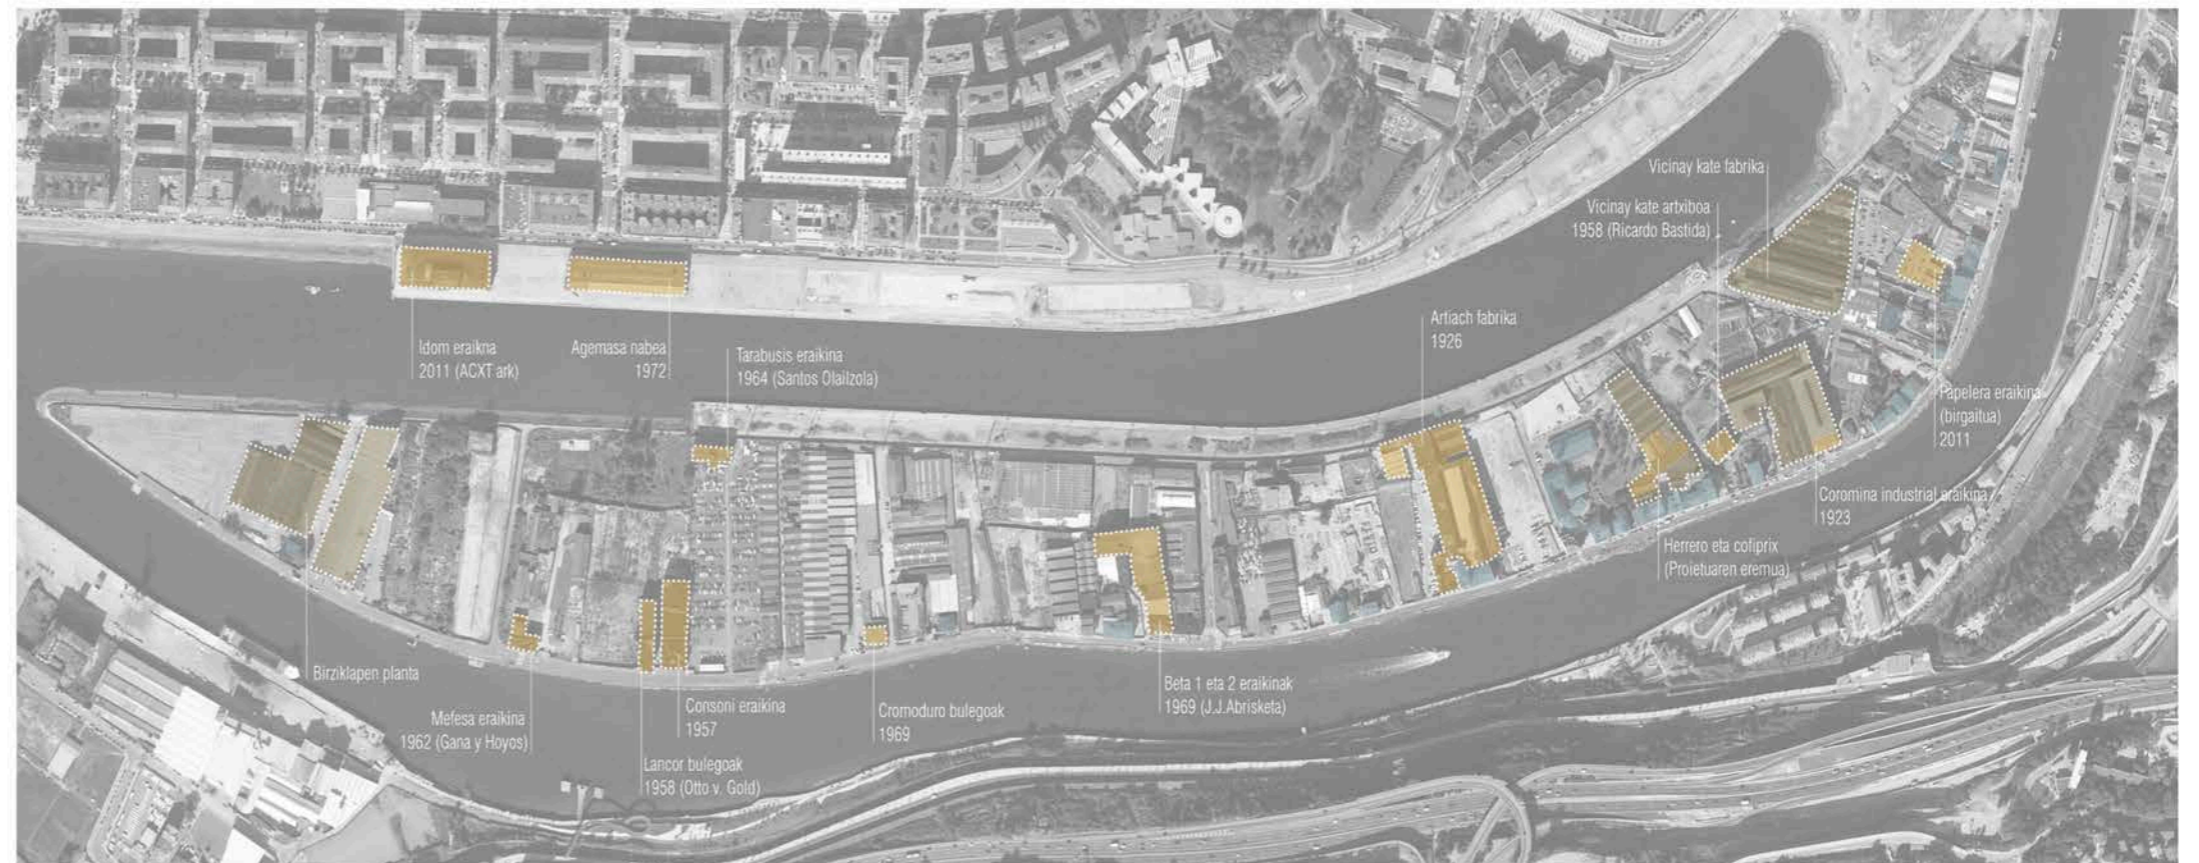 Vicinay kate fabrika
Vicinay kate artxiboa
1958 (Ricardo Bastida)
Idom eraikna
2011 (ACXT ark)
Agemasa nabea
1972
Tarabusis eraikina
1964 (Santos Olailzola)
Artiach fabrika
1926
Papelera eraikina
(birgaitua)
2011
Coromina industrial eraikina
1923
Herrero eta cofiprix
(Proietuaren eremua)
Birziklapen planta
Mefesa eraikina
1962 (Gana y Hoyos)
Lancor bulegoak
1958 (Otto v. Gold)
Consoni eraikina
1957
Cromoduro bulegoak
1969
Beta 1 eta 2 eraikinak
1969 (J.J.Abrisketa)